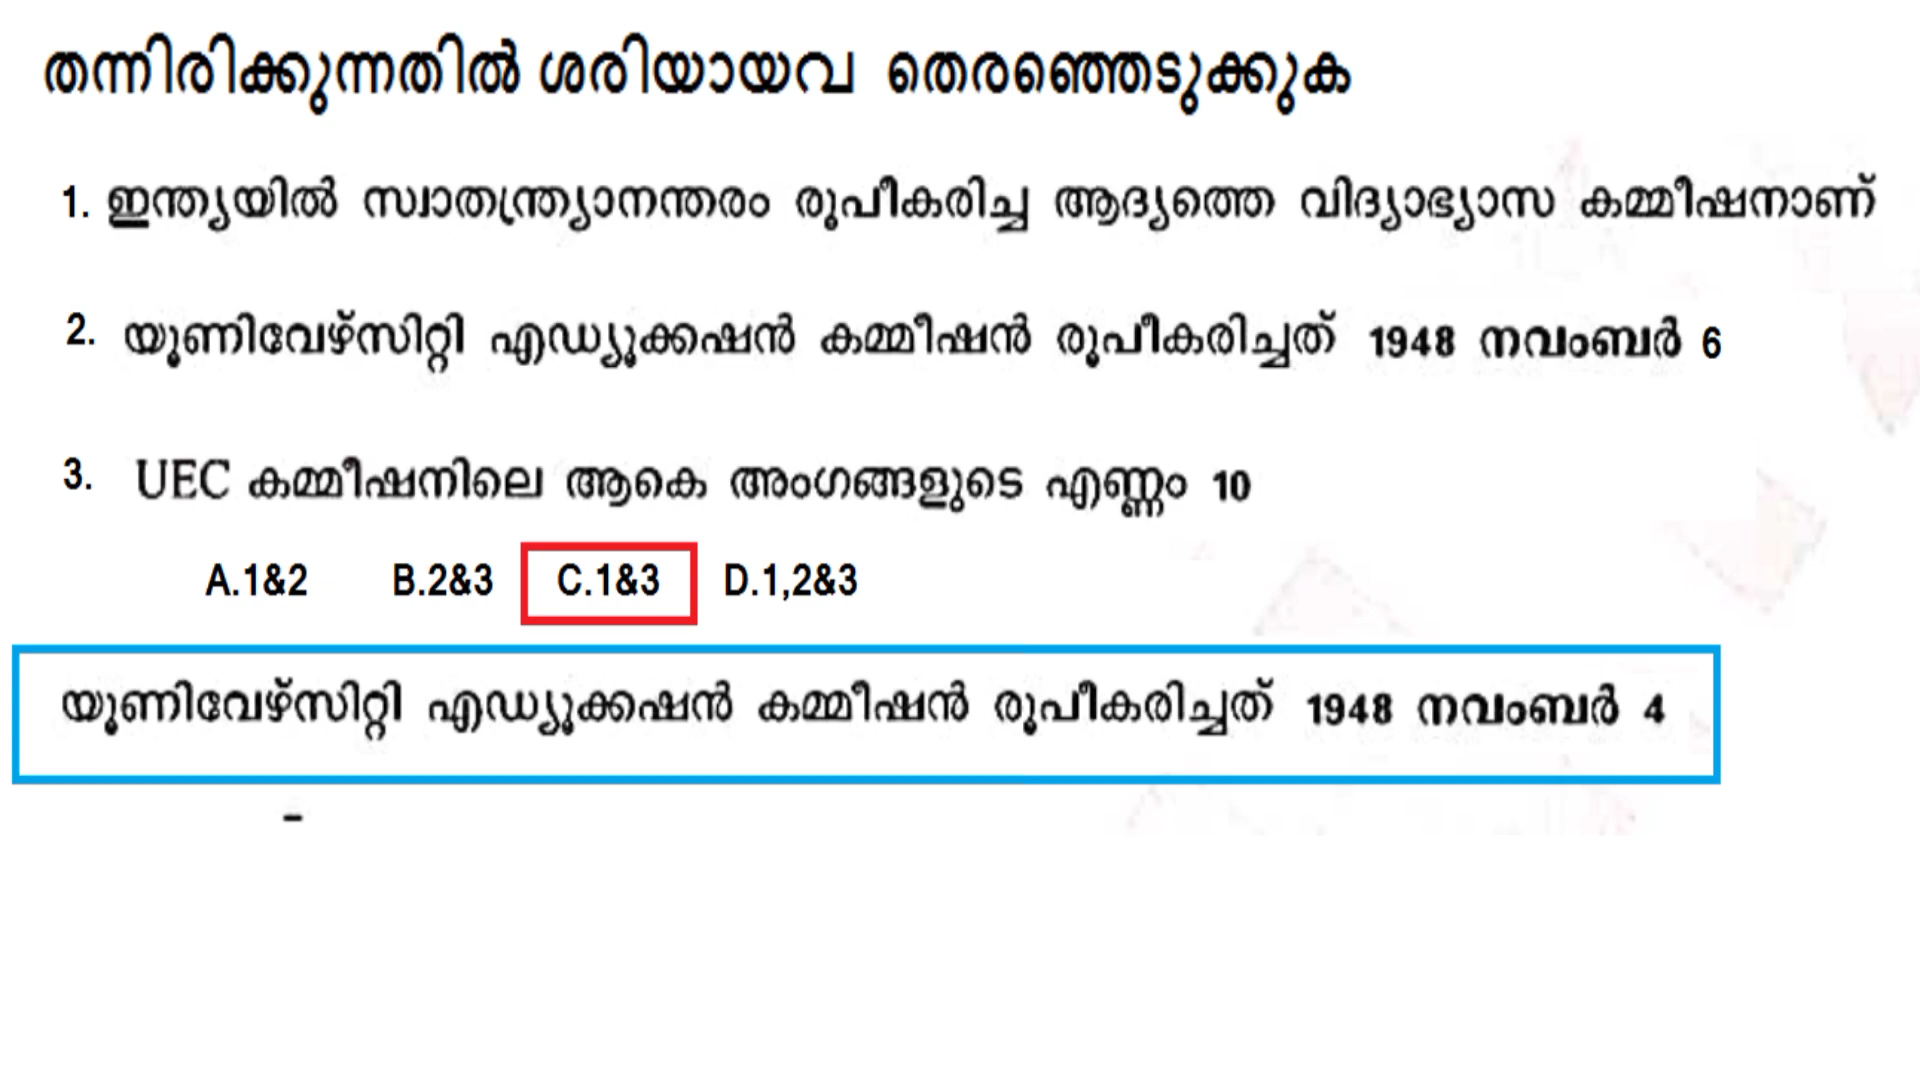 തന്നിരിക്കുന്നതിൽ ശരിയായവ തെരഞ്ഞെടുക്കുക
1. ഇന്ത്യയിൽ സ്വാതന്ത്ര്യാനന്തരം രൂപീകരിച്ച ആദ്യത്തെ വിദ്യാഭ്യാസ കമ്മീഷനാണ്
2. യൂണിവേഴ്സിറ്റി എഡ്യൂക്കഷൻ കമ്മീഷൻ രൂപീകരിച്ചത് 1948 നവംബർ 6
3. UEC കമ്മീഷനിലെ ആകെ അംഗങ്ങളുടെ എണ്ണം 10
A.1&2 B.2&3 C.1&3 D.1,2&3
യൂണിവേഴ്സിറ്റി എഡ്യൂക്കഷൻ കമ്മീഷൻ രൂപീകരിച്ചത് 1948 നവംബർ 4
-